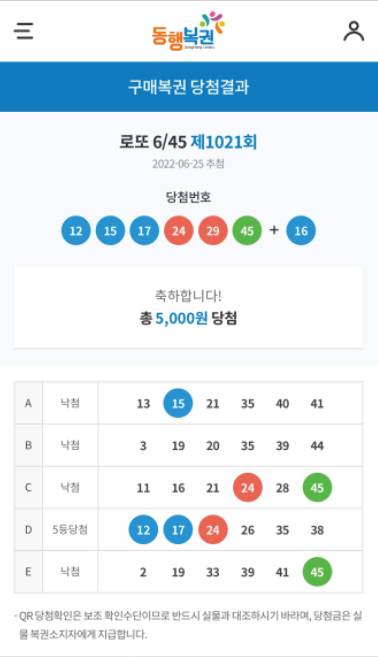 동행복권
구매복권 당첨결과
로또 6/45 제1021회
2022-06-25 추첨
당첨번호
12 15 17 24 29 45 + 16
축하합니다!
총 5,000원 당첨
A 낙첨 13 15 21 35 40 41
B 낙첨 3 19 20 35 39 44
C 낙첨 11 16 21 24 28 45
D 5등당첨 12 17 24 26 35 38
E 낙첨 2 19 33 39 41 45
- QR 당첨확인은 보조 확인수단이므로 반드시 실물과 대조하시기 바라며, 당첨금은 실
물 복권소지자에게 지급합니다.